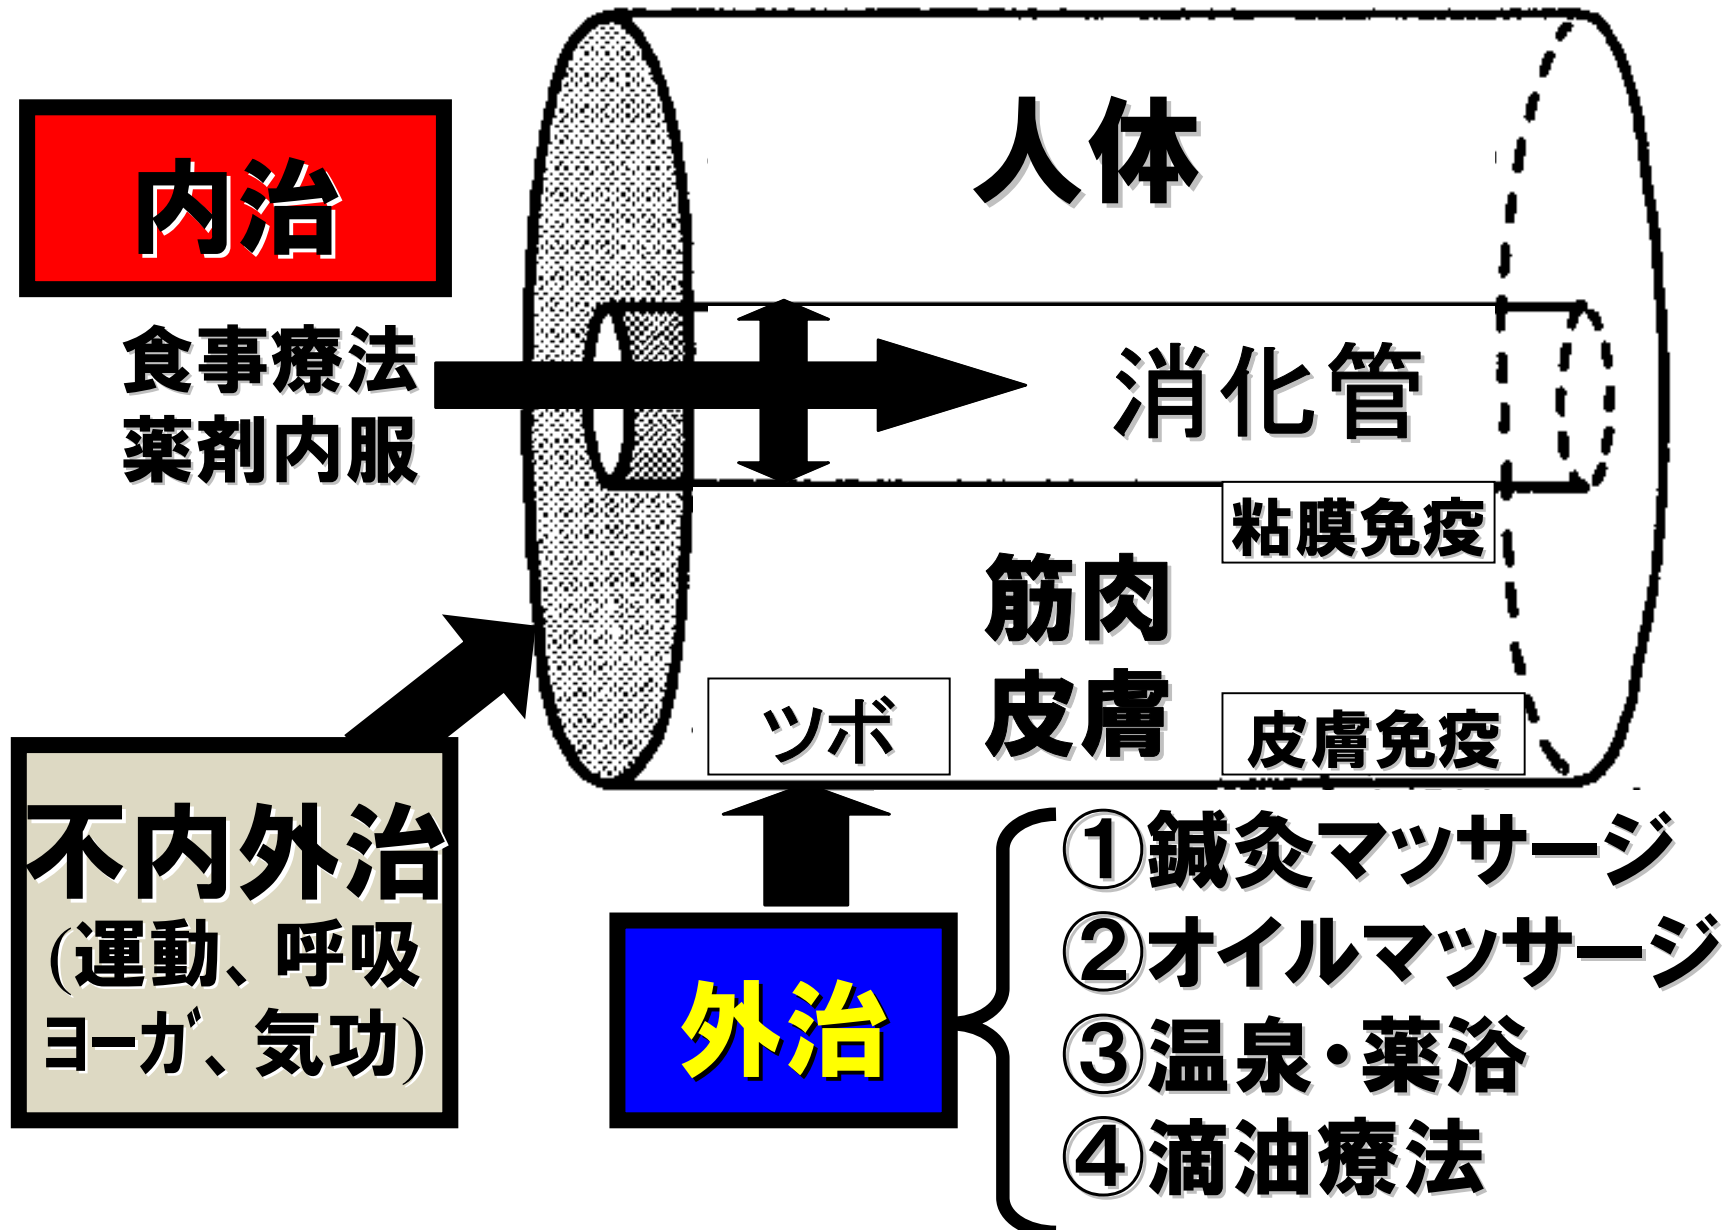 人体
内治
食事療法
薬剤内服
消化管
粘膜免疫
筋肉
皮膚
ツボ
皮膚免疫
不内外治
(運動、呼吸
ﾖｰｶﾞ、気功)
外治
①鍼灸マッサージ
②オイルマッサージ
③温泉・薬浴
④滴油療法